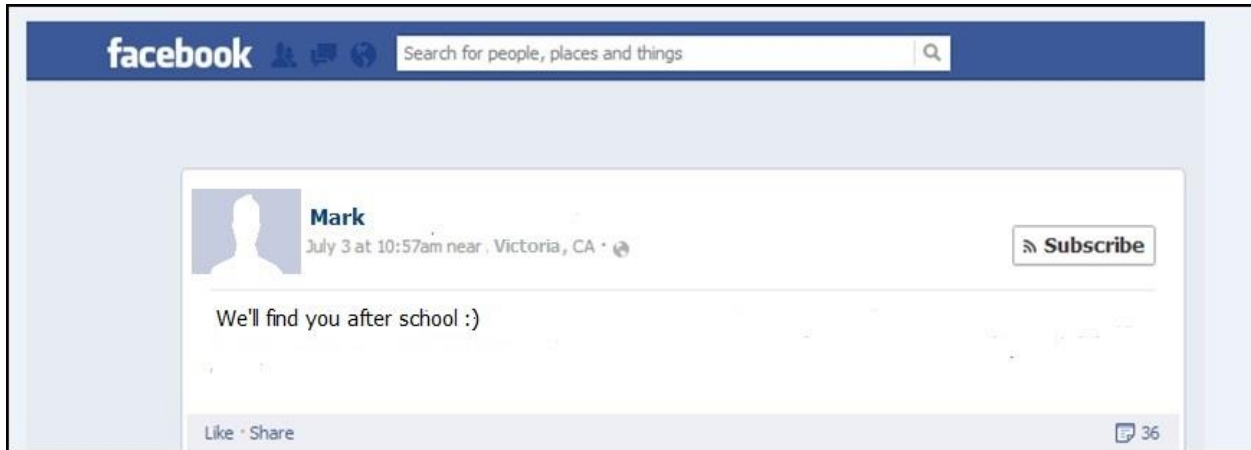 facebook Search for people, places and things
Mark
July 3 at 10:57am near . Victoria, CA ·
Subscribe
We'll find you after school :)
Like · Share 36